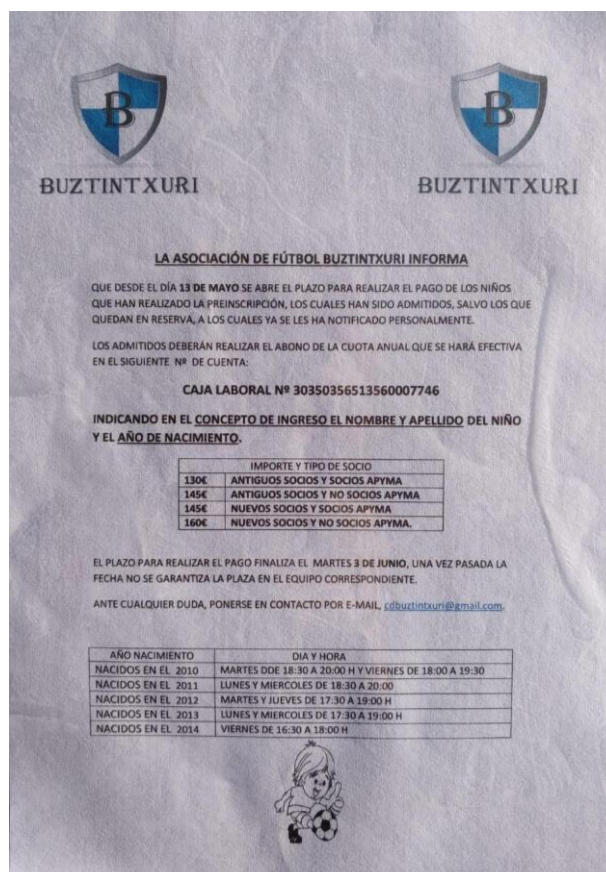 B
B
BUZTINTXURI
BUZTINTXURI
LA ASOCIACIÓN DE FÚTBOL BUZTINTXURI INFORMA
QUE DESDE EL DÍA 13 DE MAYO SE ABRE EL PLAZO PARA REALIZAR EL PAGO DE LOS NIÑOS
QUE HAN REALIZADO LA PREINSCRIPCIÓN, LOS CUALES HAN SIDO ADMITIDOS, SALVO LOS QUE
QUEDAN EN RESERVA, A LOS CUALES YA SE LES HA NOTIFICADO PERSONALMENTE.
LOS ADMITIDOS DEBERÁN REALIZAR EL ABONO DE LA CUOTA ANUAL QUE SE HARÁ EFECTIVA
EN EL SIGUIENTE Nº DE CUENTA:
CAJA LABORAL Nº 30350356513560007746
INDICANDO EN EL CONCEPTO DE INGRESO EL NOMBRE Y APELLIDO DEL NIÑO
Y EL AÑO DE NACIMIENTO.
IMPORTE Y TIPO DE SOCIO
130€ ANTIGUOS SOCIOS Y SOCIOS APYMA
145€ ANTIGUOS SOCIOS Y NO SOCIOS APYMA
145€ NUEVOS SOCIOS Y SOCIOS APYMA
160€ NUEVOS SOCIOS Y NO SOCIOS APYMA.
EL PLAZO PARA REALIZAR EL PAGO FINALIZA EL MARTES 3 DE JUNIO, UNA VEZ PASADA LA
FECHA NO SE GARANTIZA LA PLAZA EN EL EQUIPO CORRESPONDIENTE.
ANTE CUALQUIER DUDA, PONERSE EN CONTACTO POR E-MAIL, cdbuztintxuri@gmail.com.
AÑO NACIMIENTO DIA Y HORA
NACIDOS EN EL 2010 MARTES DDE 18:30 A 20:00 H Y VIERNES DE 18:00 A 19:30
NACIDOS EN EL 2011 LUNES Y MIERCOLES DE 18:30 A 20:00
NACIDOS EN EL 2012 MARTES Y JUEVES DE 17:30 A 19:00 H
NACIDOS EN EL 2013 LUNES Y MIERCOLES DE 17:30 A 19:00 H
NACIDOS EN EL 2014 VIERNES DE 16:30 A 18:00 H